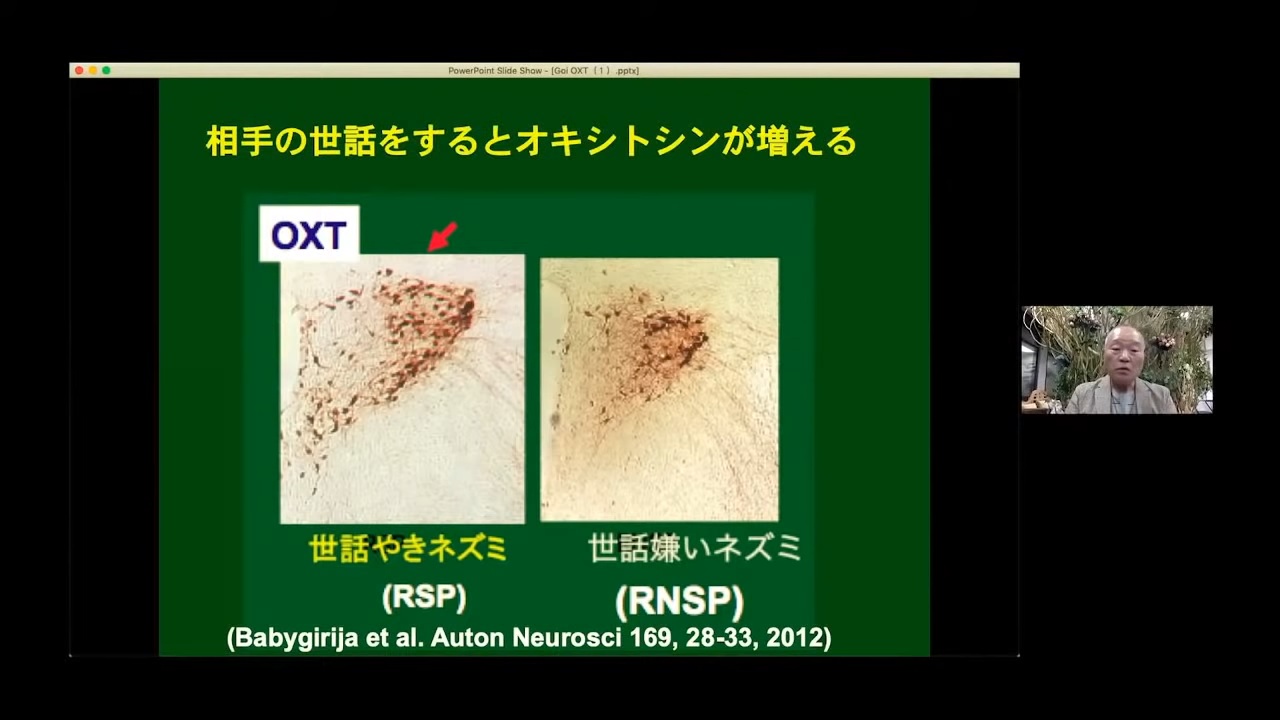 PowerPoint Slide Show - [Goi OXT（1）.pptx]
相手の世話をするとオキシトシンが増える
OXT
世話やきネズミ
世話嫌いネズミ
(RSP)
(RNSP)
(Babygirija et al. Auton Neurosci 169, 28-33, 2012)